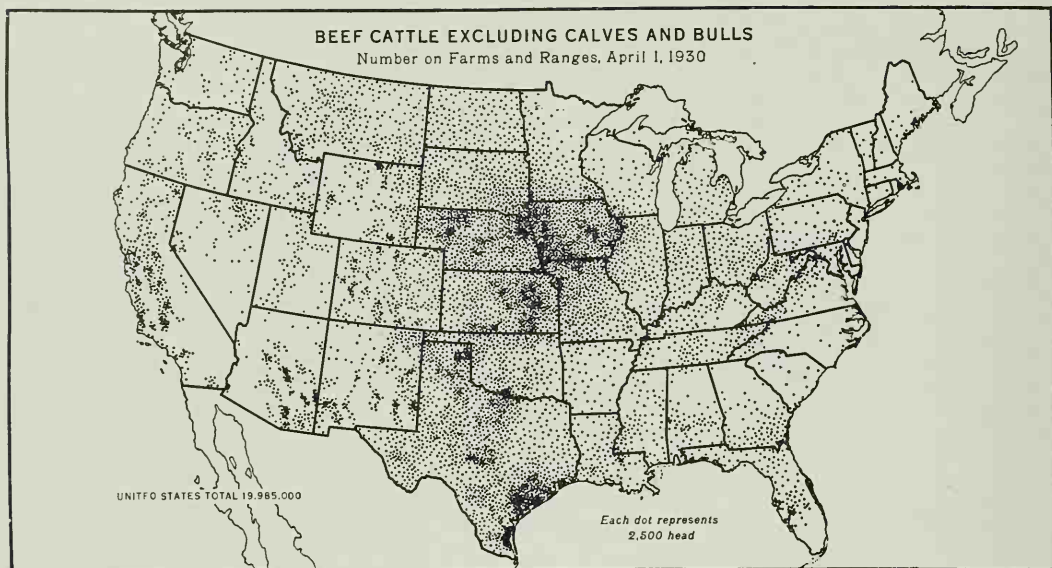 BEEF CATTLE EXCLUDING CALVES AND BULLS
Number on Farms and Ranges, April 1, 1930
UNITFO STATES TOTAL 19,985,000
Each dot represents
2,500 head